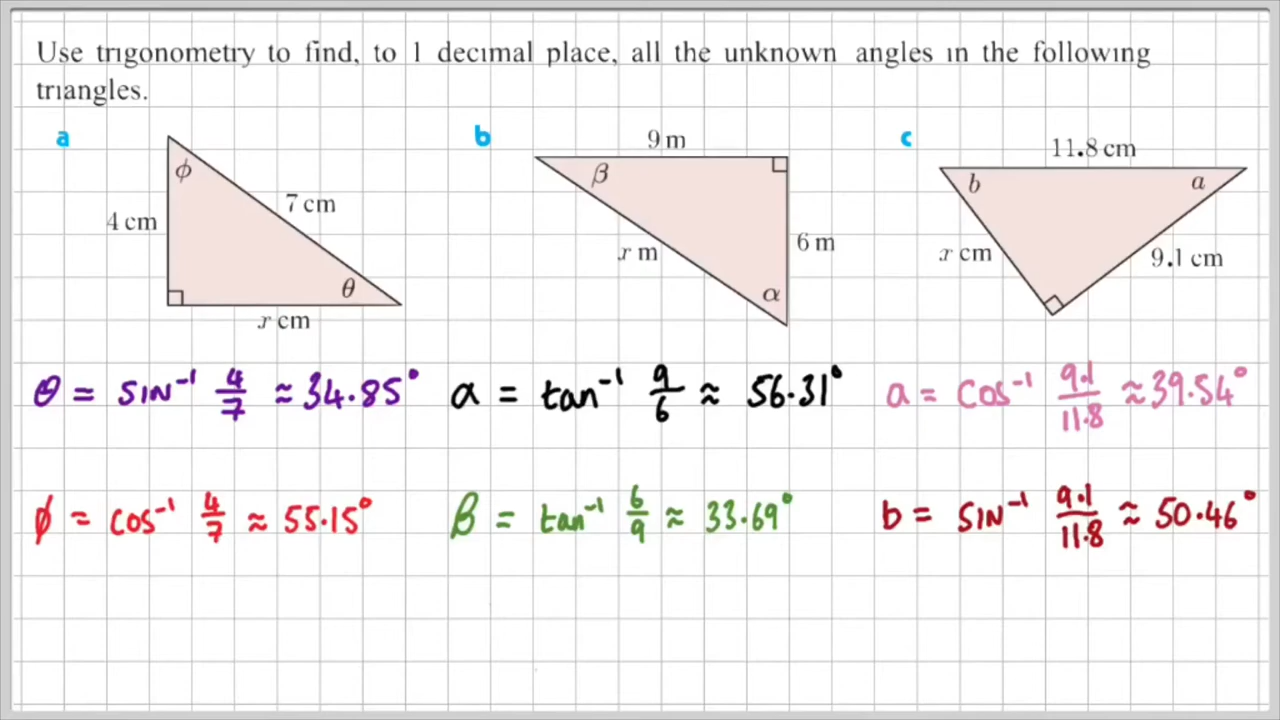 Use trigonometry to find, to 1 decimal place, all the unknown angles in the following
triangles.
a
ϕ
4 cm
7 cm
θ
x cm
b
9 m
β
x m
6 m
α
c
11.8 cm
b
a
x cm
9.1 cm
θ = sin⁻¹ 4/7 ≈ 34.85°
α = tan⁻¹ 9/6 ≈ 56.31°
a = cos⁻¹ 9.1/11.8 ≈ 39.54°
ϕ = cos⁻¹ 4/7 ≈ 55.15°
β = tan⁻¹ 6/9 ≈ 33.69°
b = sin⁻¹ 9.1/11.8 ≈ 50.46°